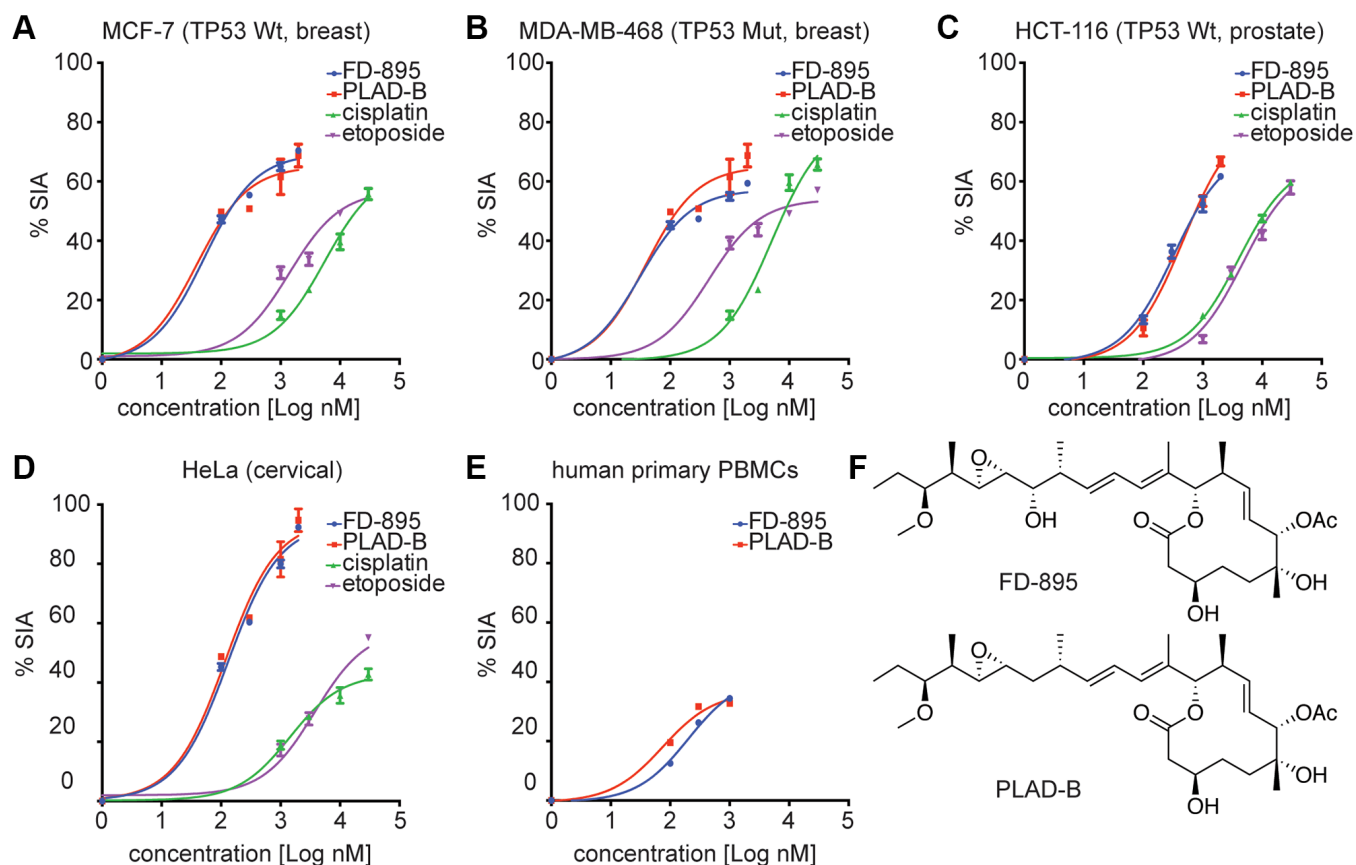 A
MCF-7 (TP53 Wt, breast)
% SIA
100
80
60
40
20
0
FD-895
PLAD-B
cisplatin
etoposide
0 1 2 3 4 5
concentration [Log nM]
B
MDA-MB-468 (TP53 Mut, breast)
% SIA
100
80
60
40
20
0
FD-895
PLAD-B
cisplatin
etoposide
0 1 2 3 4 5
concentration [Log nM]
C
HCT-116 (TP53 Wt, prostate)
% SIA
100
80
60
40
20
0
FD-895
PLAD-B
cisplatin
etoposide
0 1 2 3 4 5
concentration [Log nM]
D
HeLa (cervical)
% SIA
100
80
60
40
20
0
FD-895
PLAD-B
cisplatin
etoposide
0 1 2 3 4 5
concentration [Log nM]
E
human primary PBMCs
% SIA
100
80
60
40
20
0
FD-895
PLAD-B
0 1 2 3 4 5
concentration [Log nM]
F
O
O
OH
O
O
OAc
OH
OH
FD-895
O
O
O
O
OAc
OH
OH
PLAD-B